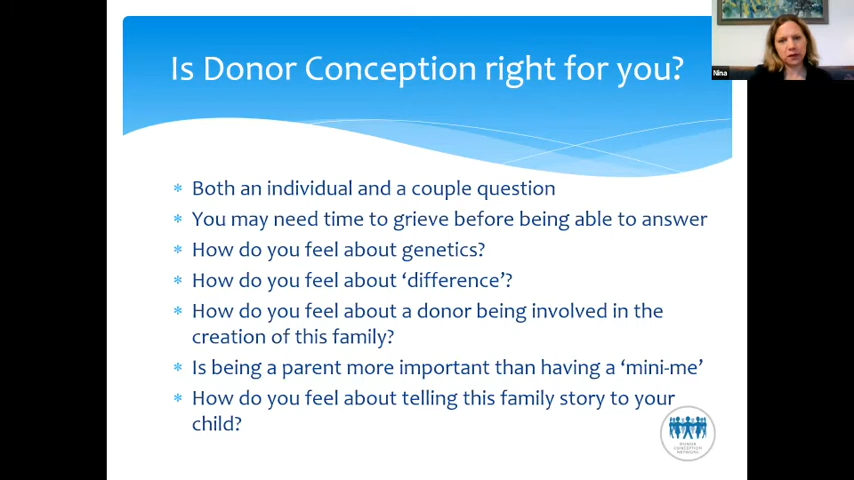 Is Donor Conception right for you?
Nina
* Both an individual and a couple question
* You may need time to grieve before being able to answer
* How do you feel about genetics?
* How do you feel about ‘difference’?
* How do you feel about a donor being involved in the
creation of this family?
* Is being a parent more important than having a ‘mini-me’
* How do you feel about telling this family story to your
child?
DONOR
CONCEPTION
NETWORK